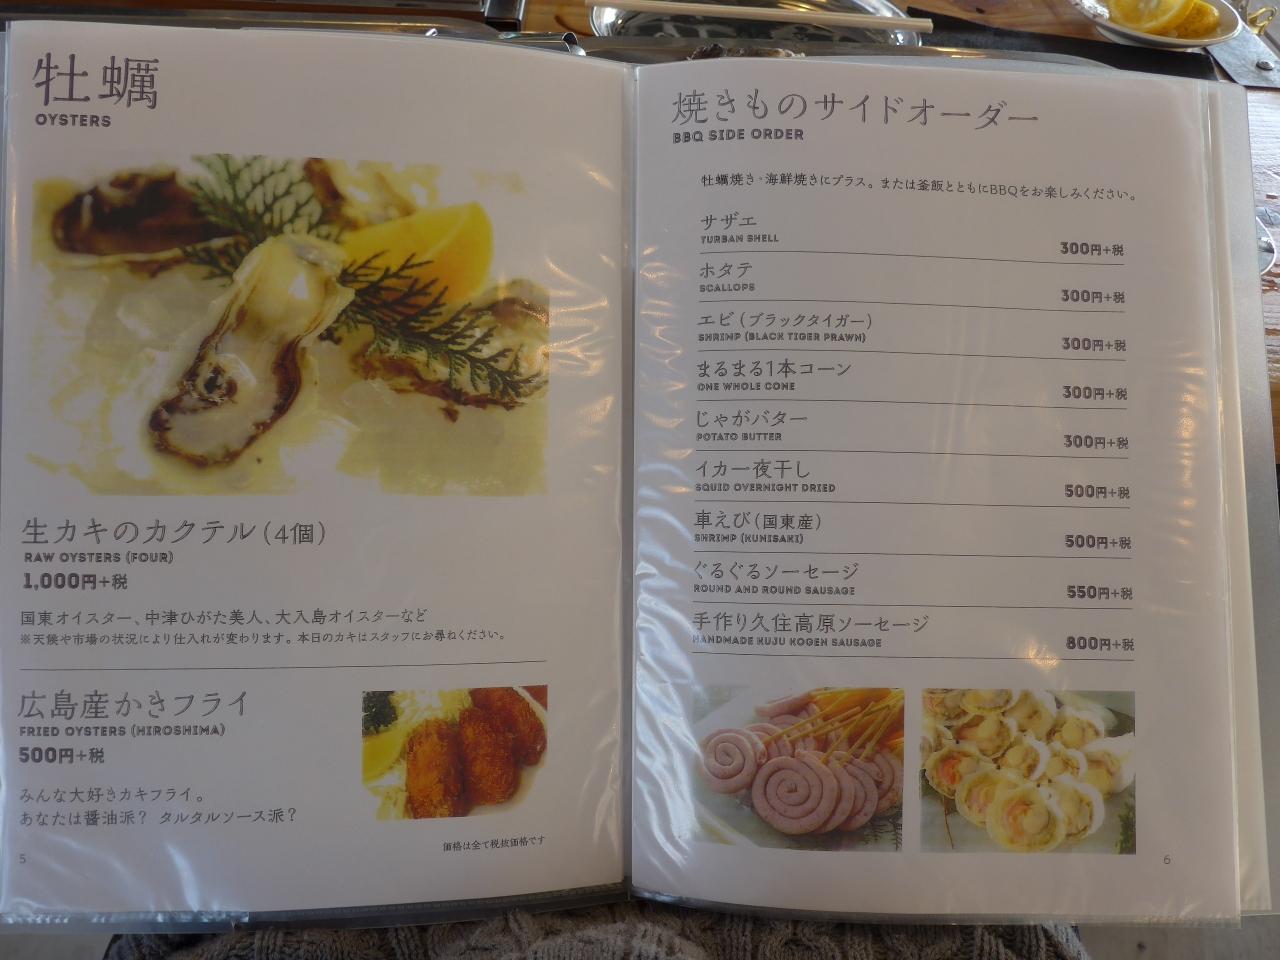 牡蠣
OYSTERS
生カキのカクテル(4個)
RAW OYSTERS (FOUR)
1,000円+税
国東オイスター、中津ひがた美人、大入島オイスターなど
※天候や市場の状況により仕入れが変わります。本日のカキはスタッフにお尋ねください。
広島産かきフライ
FRIED OYSTERS (HIROSHIMA)
500円+税
みんな大好きカキフライ。
あなたは醤油派? タルタルソース派?
価格は全て税抜価格です
5
焼きものサイドオーダー
BBQ SIDE ORDER
牡蠣焼き・海鮮焼きにプラス。または釜飯とともにBBQをお楽しみください。
サザエ
TURBAN SHELL
300円+税
ホタテ
SCALLOPS
300円+税
エビ(ブラックタイガー)
SHRIMP (BLACK TIGER PRAWN)
300円+税
まるまる1本コーン
ONE WHOLE CONE
300円+税
じゃがバター
POTATO BUTTER
300円+税
イカ一夜干し
SQUID OVERNIGHT DRIED
500円+税
車えび(国東産)
SHRIMP (KUNISAKI)
500円+税
ぐるぐるソーセージ
ROUND AND ROUND SAUSAGE
550円+税
手作り久住高原ソーセージ
HANDMADE KUJU KOGEN SAUSAGE
800円+税
6